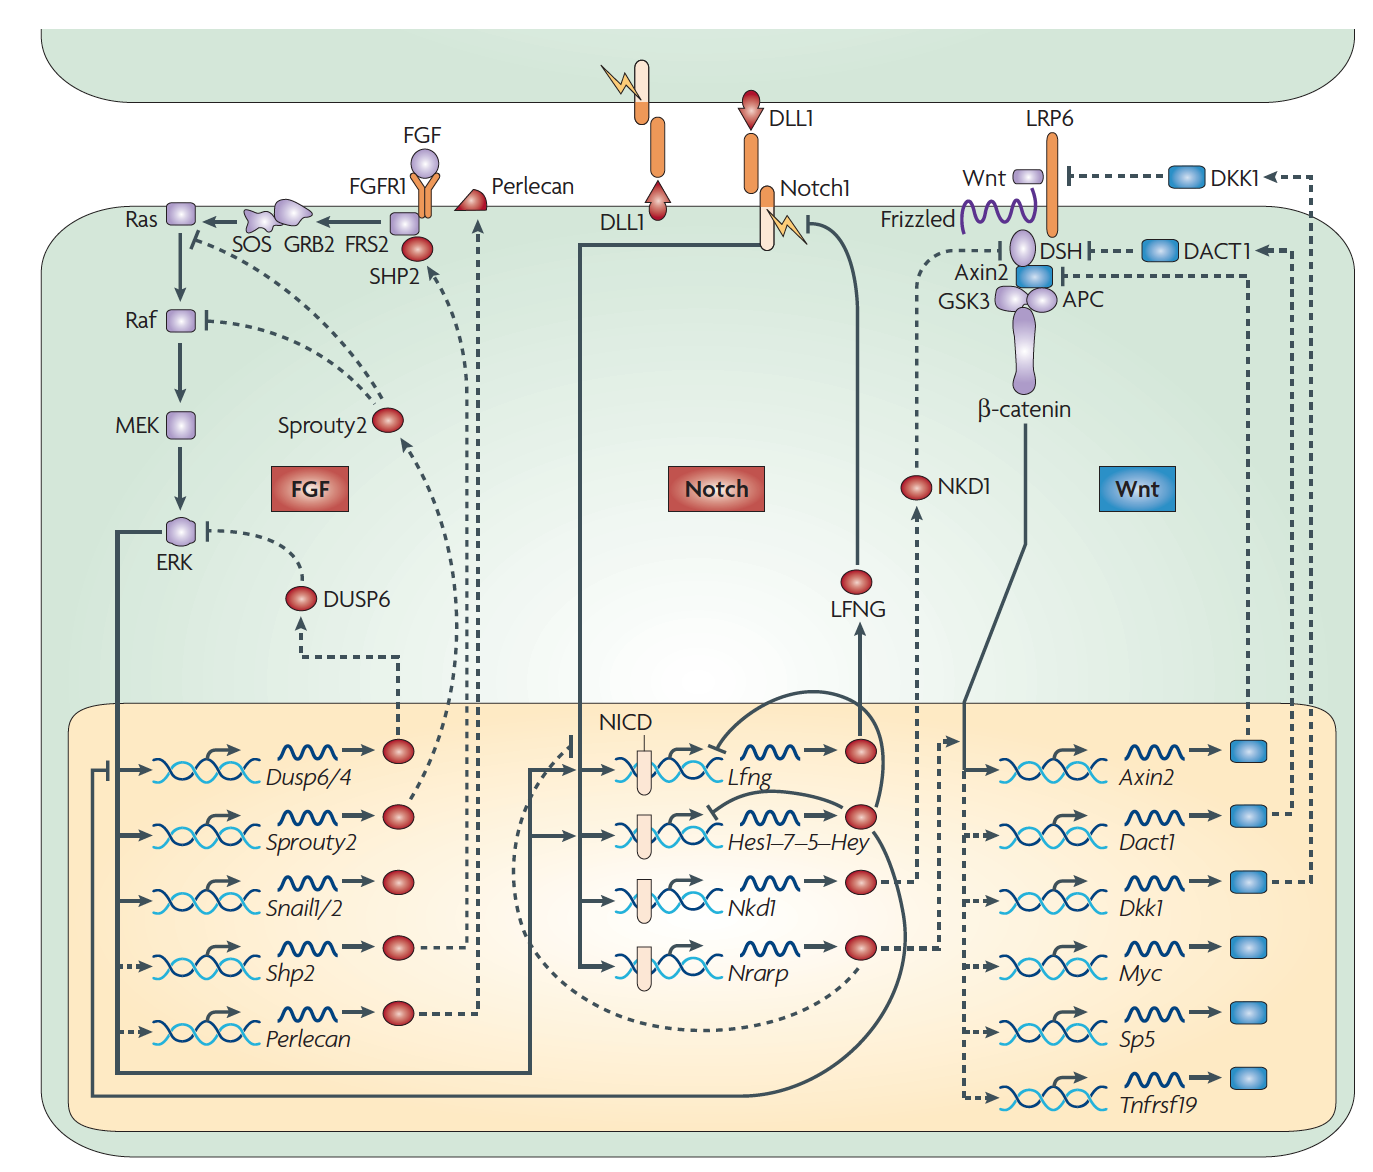 DLL1
LRP6
FGF
FGFR1
Perlecan
Notch1
DLL1
Wnt
DKK1
Frizzled
Ras
SOS
GRB2
FRS2
SHP2
DSH
DACT1
Axin2
GSK3
APC
Raf
β-catenin
MEK
Sprouty2
FGF
Notch
Wnt
NKD1
ERK
DUSP6
LFNG
NICD
Dusp6/4
Lfng
Axin2
Sprouty2
Hes1–7–5–Hey
Dact1
Snail1/2
Nkd1
Dkk1
Shp2
Nrarp
Myc
Perlecan
Sp5
Tnfrsf19